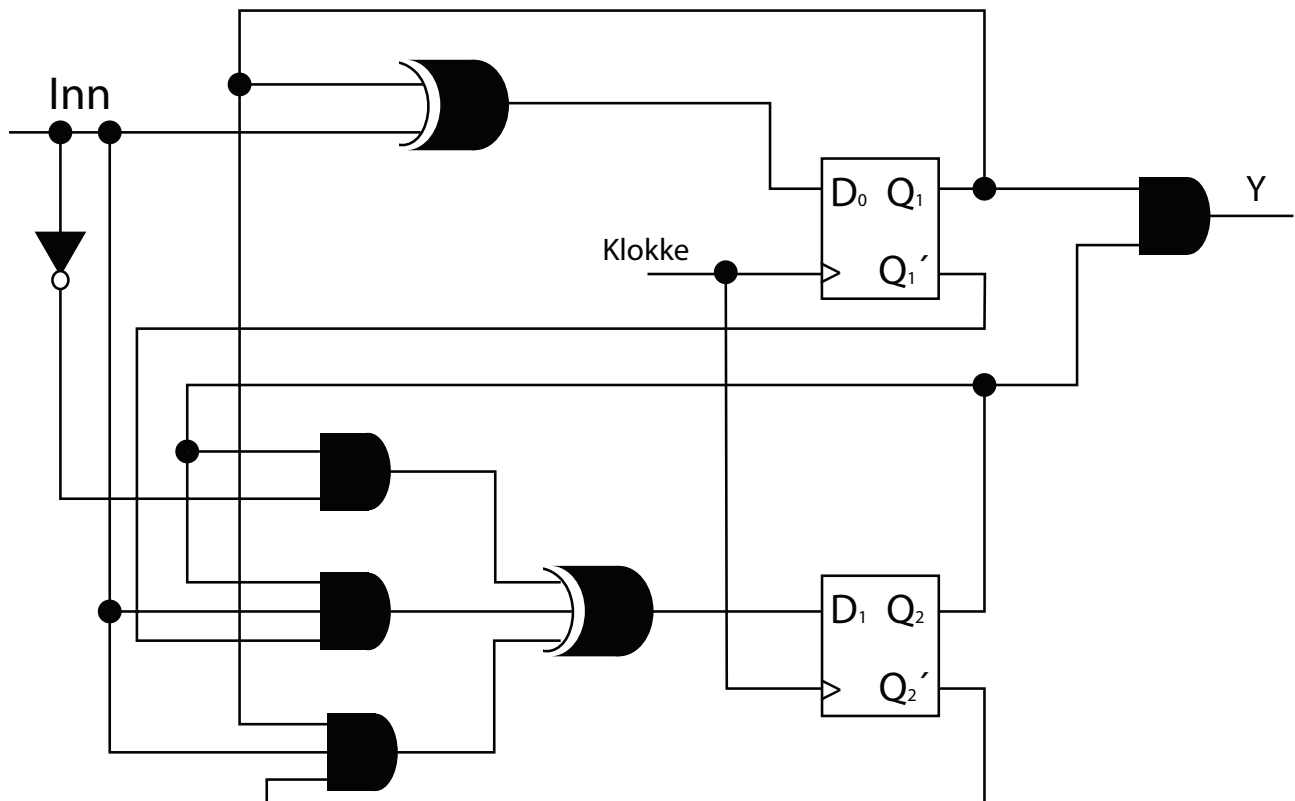 Inn
D₀ Q₁
Y
Klokke
Q₁´
D₁ Q₂
Q₂´